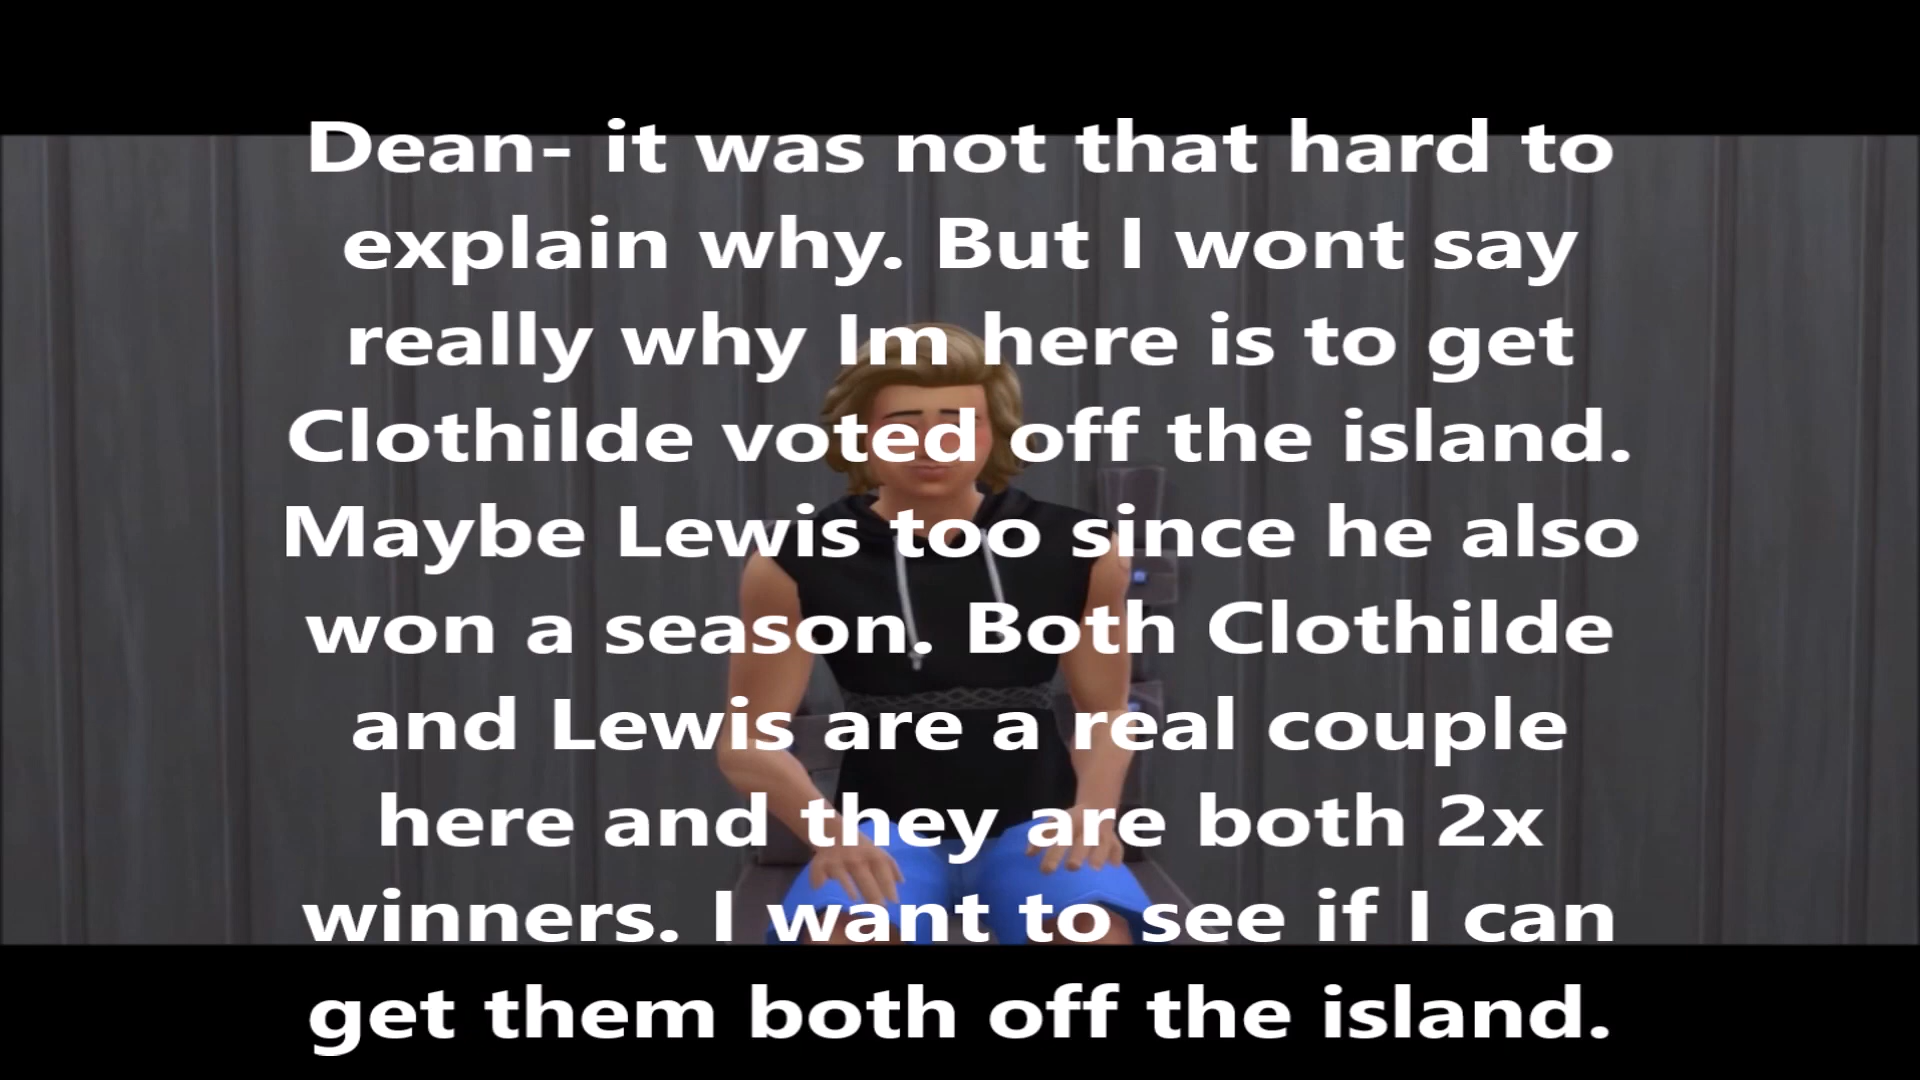 Dean- it was not that hard to
explain why. But I wont say
really why Im here is to get
Clothilde voted off the island.
Maybe Lewis too since he also
won a season. Both Clothilde
and Lewis are a real couple
here and they are both 2x
winners. I want to see if I can
get them both off the island.